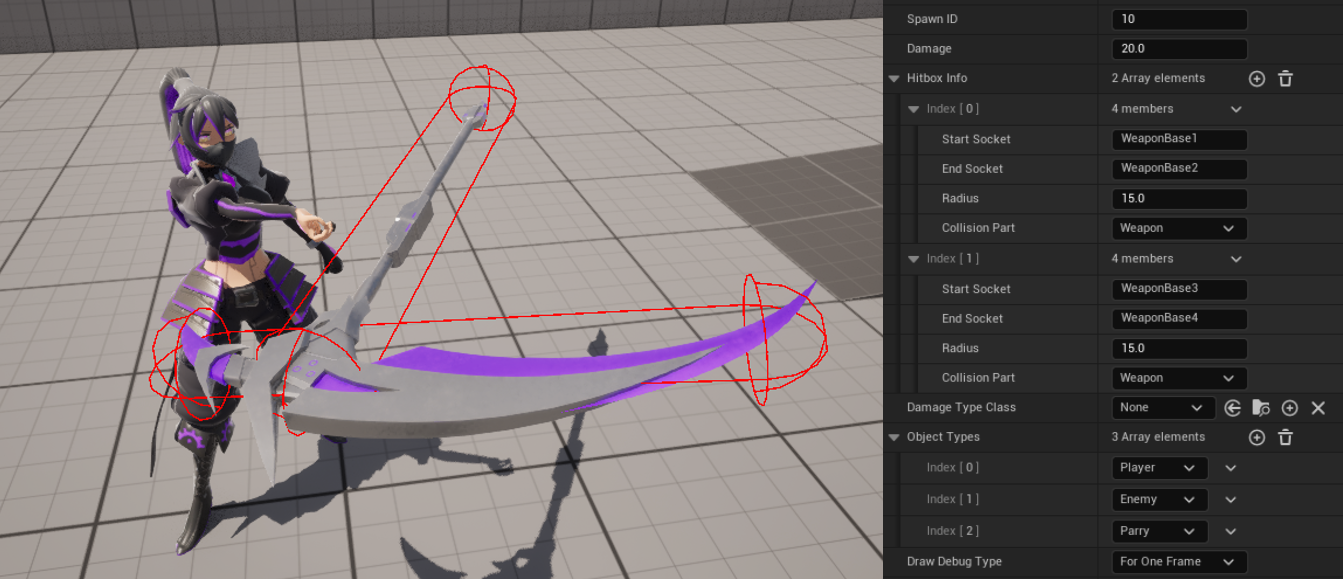 Spawn ID 10
Damage 20.0
Hitbox Info 2 Array elements
Index [ 0 ] 4 members
Start Socket WeaponBase1
End Socket WeaponBase2
Radius 15.0
Collision Part Weapon
Index [ 1 ] 4 members
Start Socket WeaponBase3
End Socket WeaponBase4
Radius 15.0
Collision Part Weapon
Damage Type Class None
Object Types 3 Array elements
Index [ 0 ] Player
Index [ 1 ] Enemy
Index [ 2 ] Parry
Draw Debug Type For One Frame